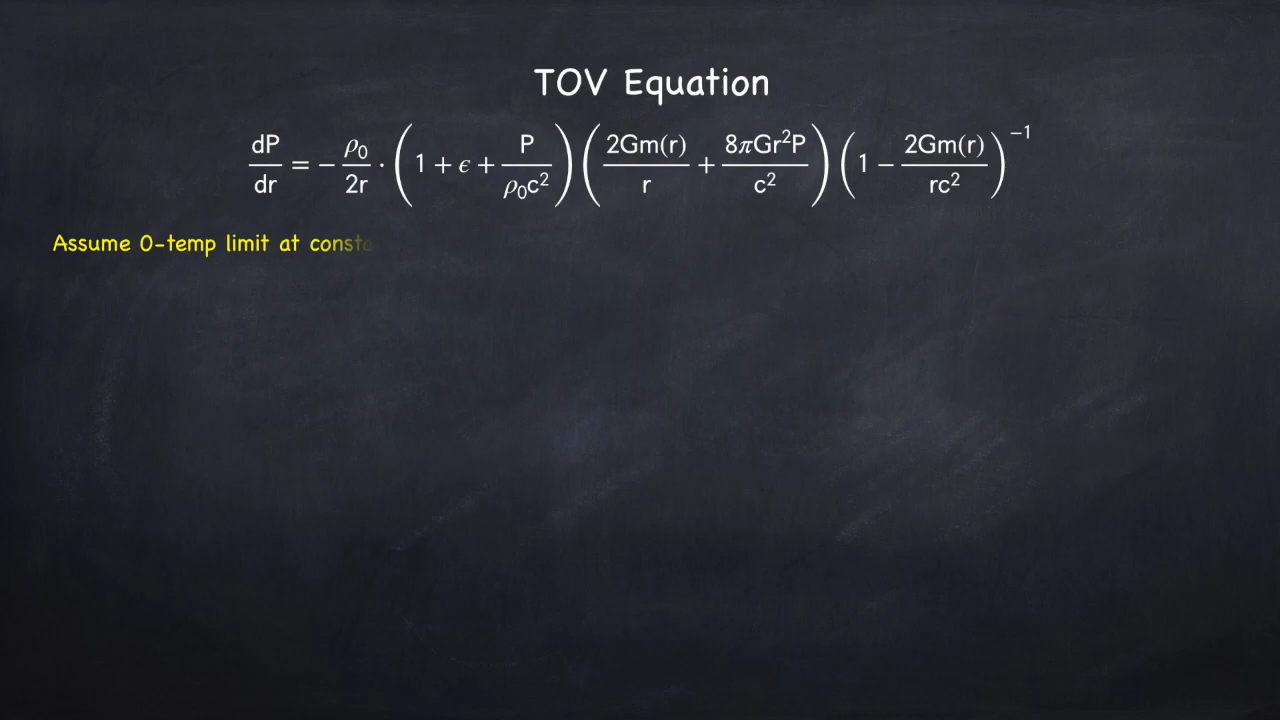 TOV Equation
dP/dr = − ρ₀/2r · (1 + ϵ + P/ρ₀c²) (2Gm(r)/r + 8πGr²P/c²) (1 − 2Gm(r)/rc²)⁻¹
Assume 0-temp limit at